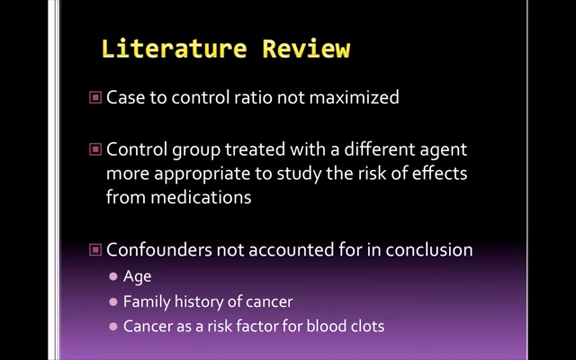 Literature Review
Case to control ratio not maximized
Control group treated with a different agent
more appropriate to study the risk of effects
from medications
Confounders not accounted for in conclusion
Age
Family history of cancer
Cancer as a risk factor for blood clots